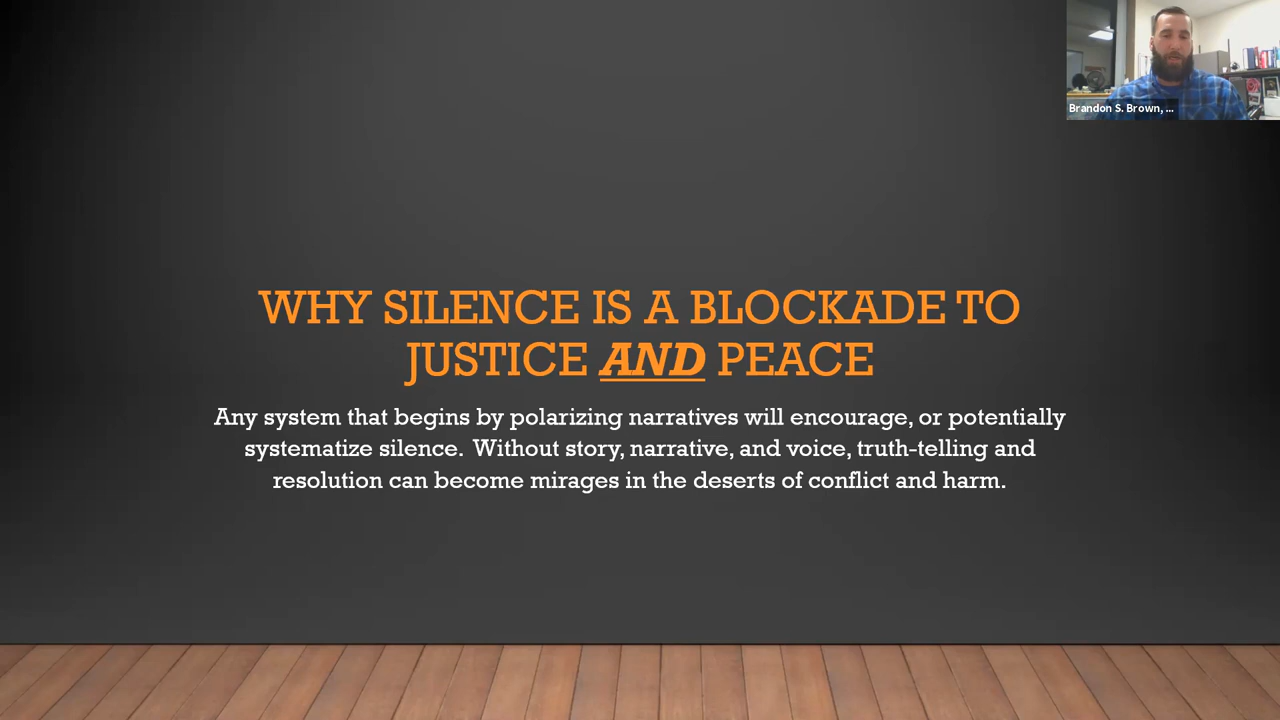 Brandon S. Brown, ...
WHY SILENCE IS A BLOCKADE TO
JUSTICE AND PEACE
Any system that begins by polarizing narratives will encourage, or potentially
systematize silence.  Without story, narrative, and voice, truth-telling and
resolution can become mirages in the deserts of conflict and harm.